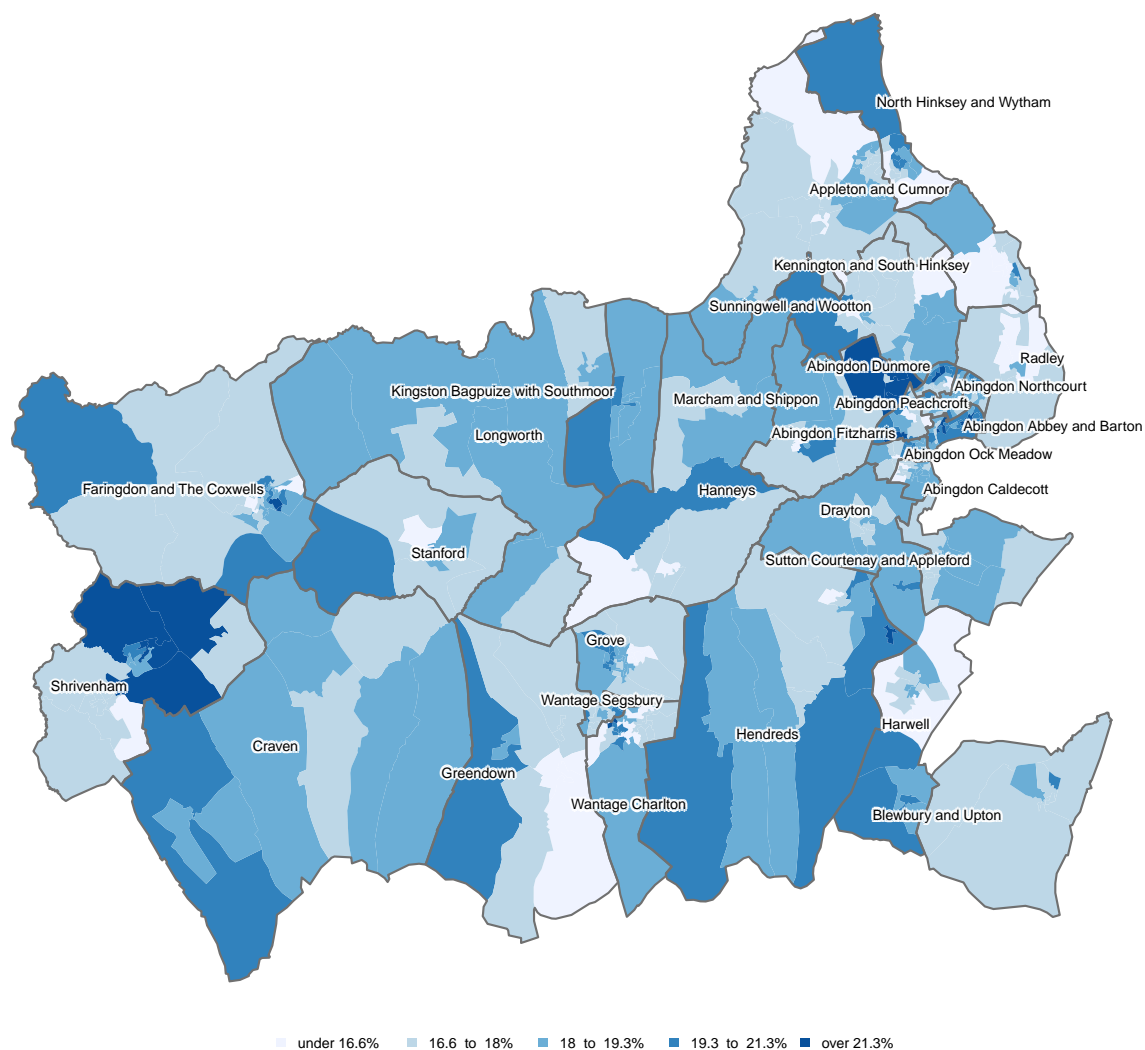 North Hinksey and Wytham
Appleton and Cumnor
Kennington and South Hinksey
Sunningwell and Wootton
Radley
Abingdon Dunmore
Abingdon Northcourt
Kingston Bagpuize with Southmoor
Marcham and Shippon
Abingdon Peachcroft
Abingdon Abbey and Barton
Longworth
Abingdon Fitzharris
Abingdon Ock Meadow
Faringdon and The Coxwells
Hanneys
Abingdon Caldecott
Drayton
Stanford
Sutton Courtenay and Appleford
Grove
Shrivenham
Wantage Segsbury
Harwell
Craven
Hendreds
Greendown
Wantage Charlton
Blewbury and Upton
under 16.6% 16.6 to 18% 18 to 19.3% 19.3 to 21.3% over 21.3%